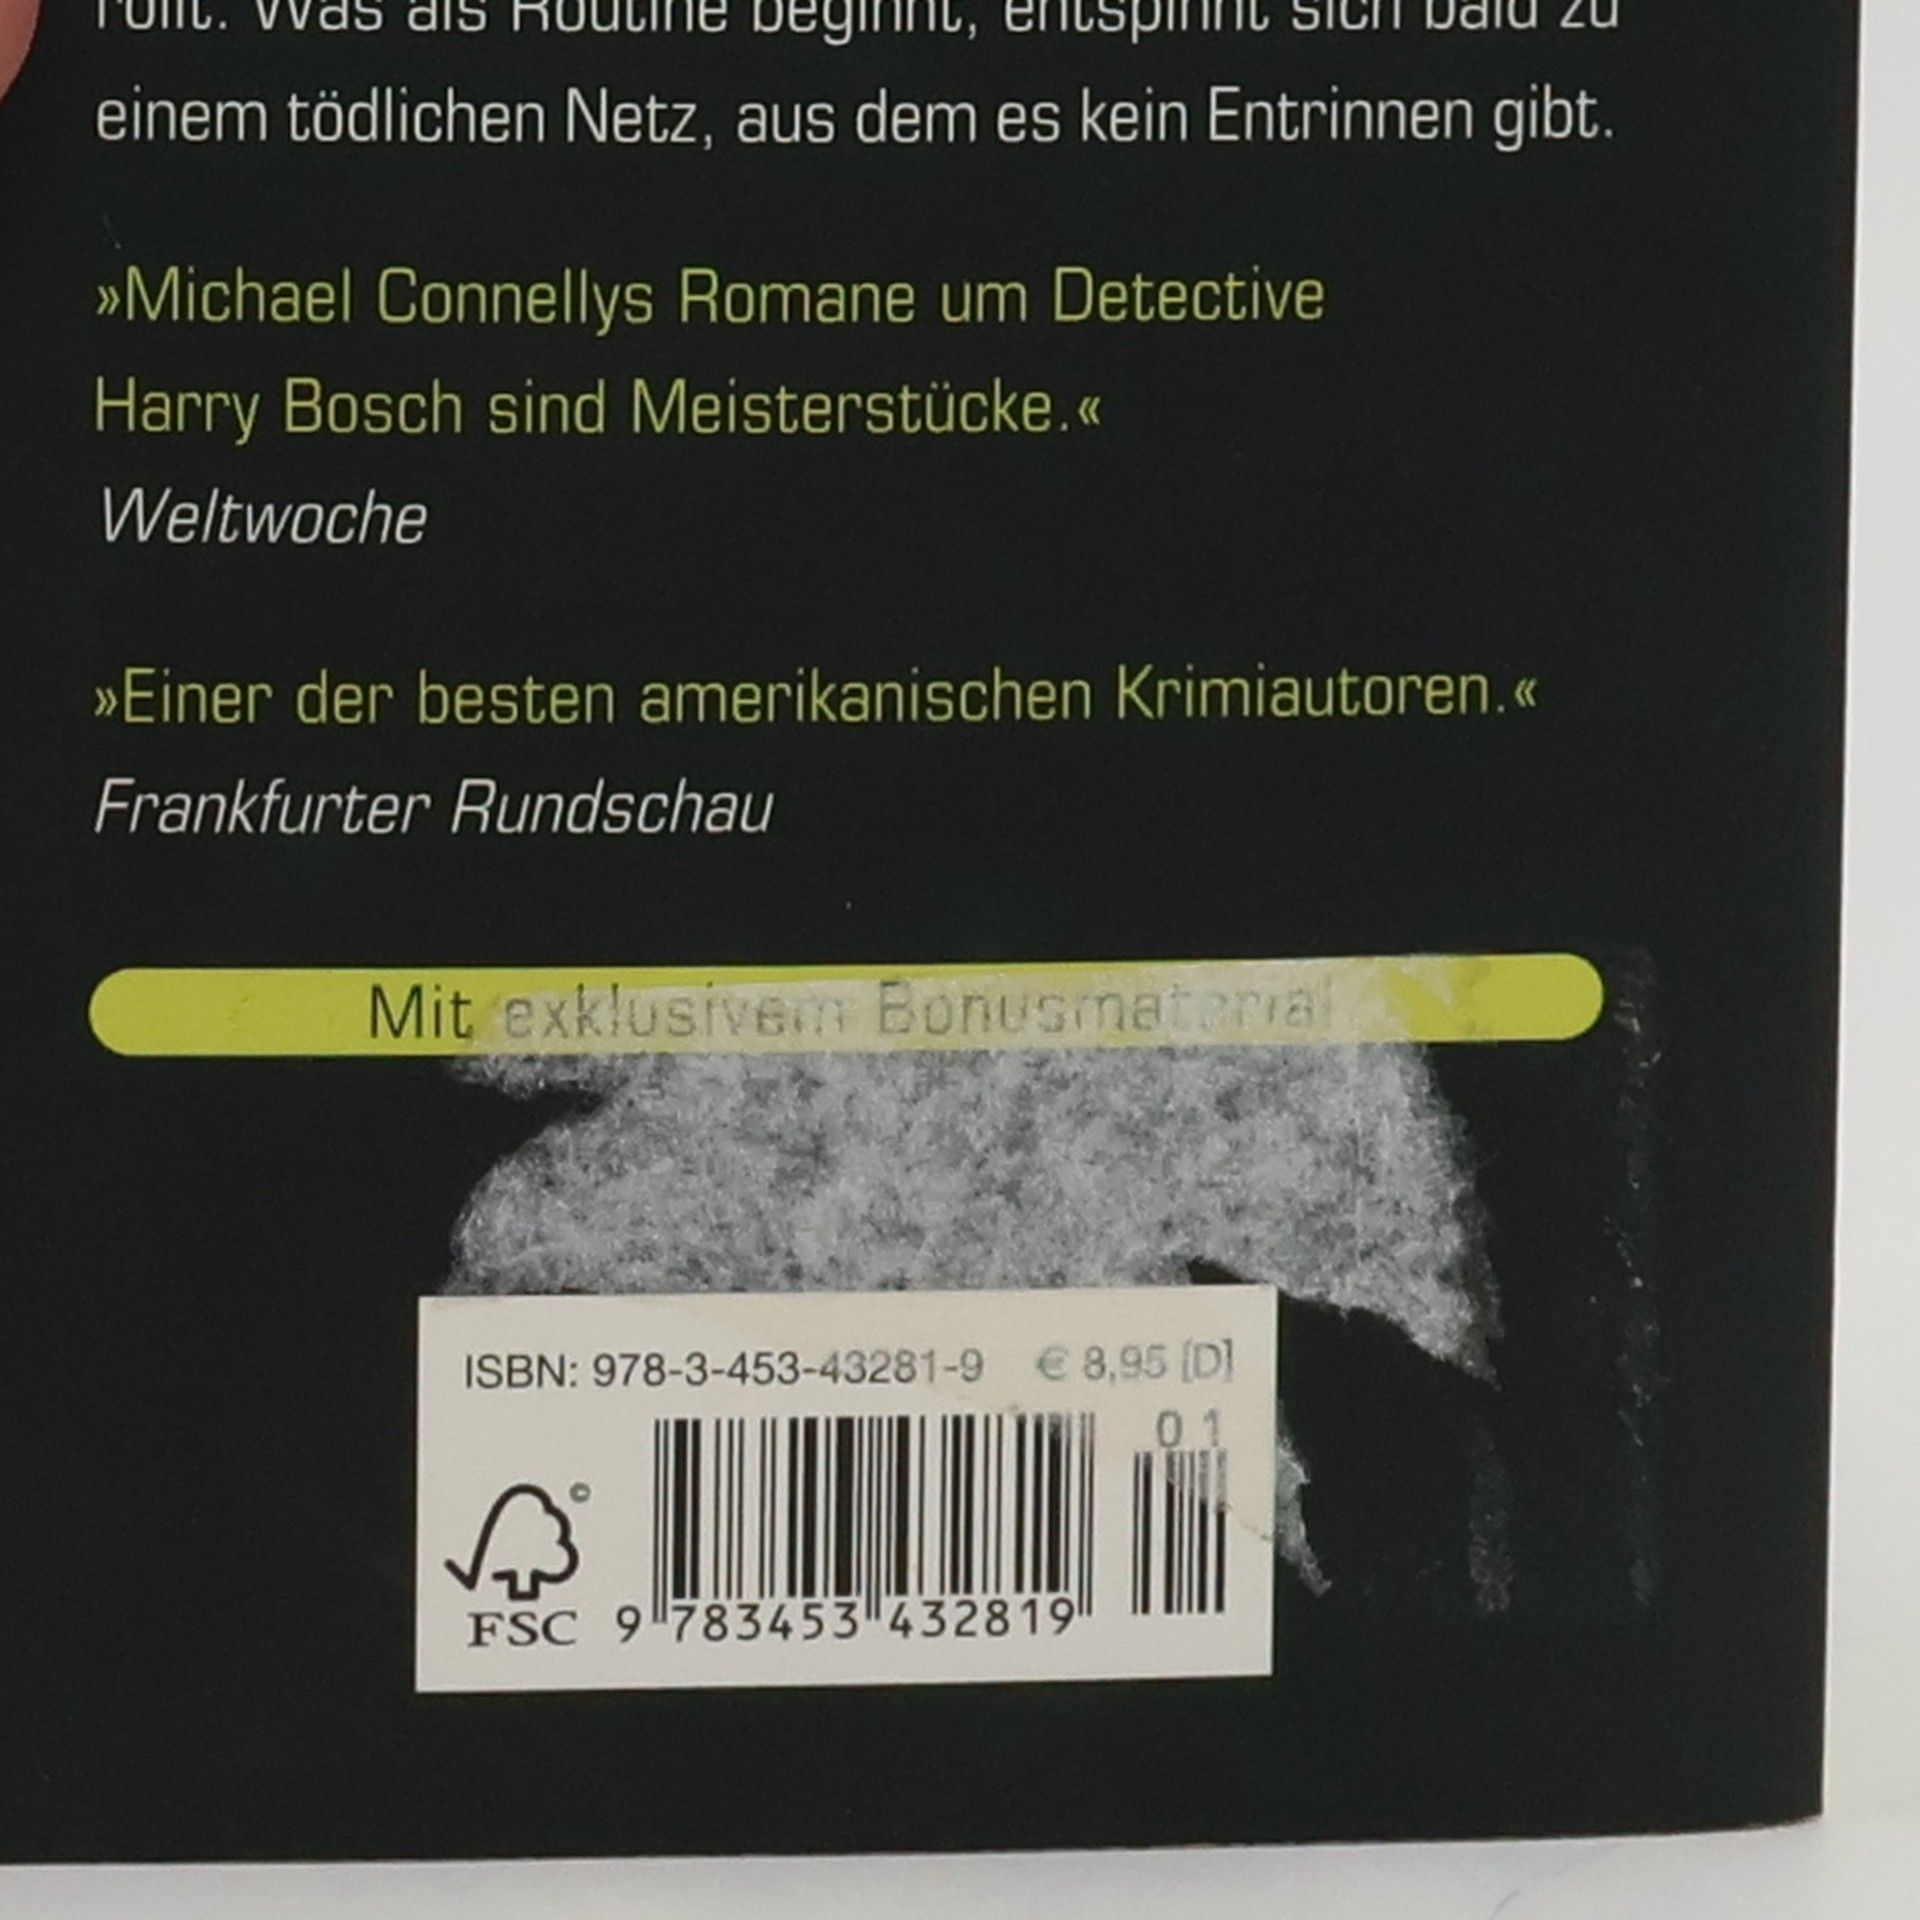 rollt. Was als Routine beginnt, entspinnt sich bald zu
einem tödlichen Netz, aus dem es kein Entrinnen gibt.
»Michael Connellys Romane um Detective
Harry Bosch sind Meisterstücke.«
Weltwoche
»Einer der besten amerikanischen Krimiautoren.«
Frankfurter Rundschau
Mit exklusivem Bonusmaterial
ISBN: 978-3-453-43281-9 € 8,95 [D]
01
©
FSC
9 783453 432819